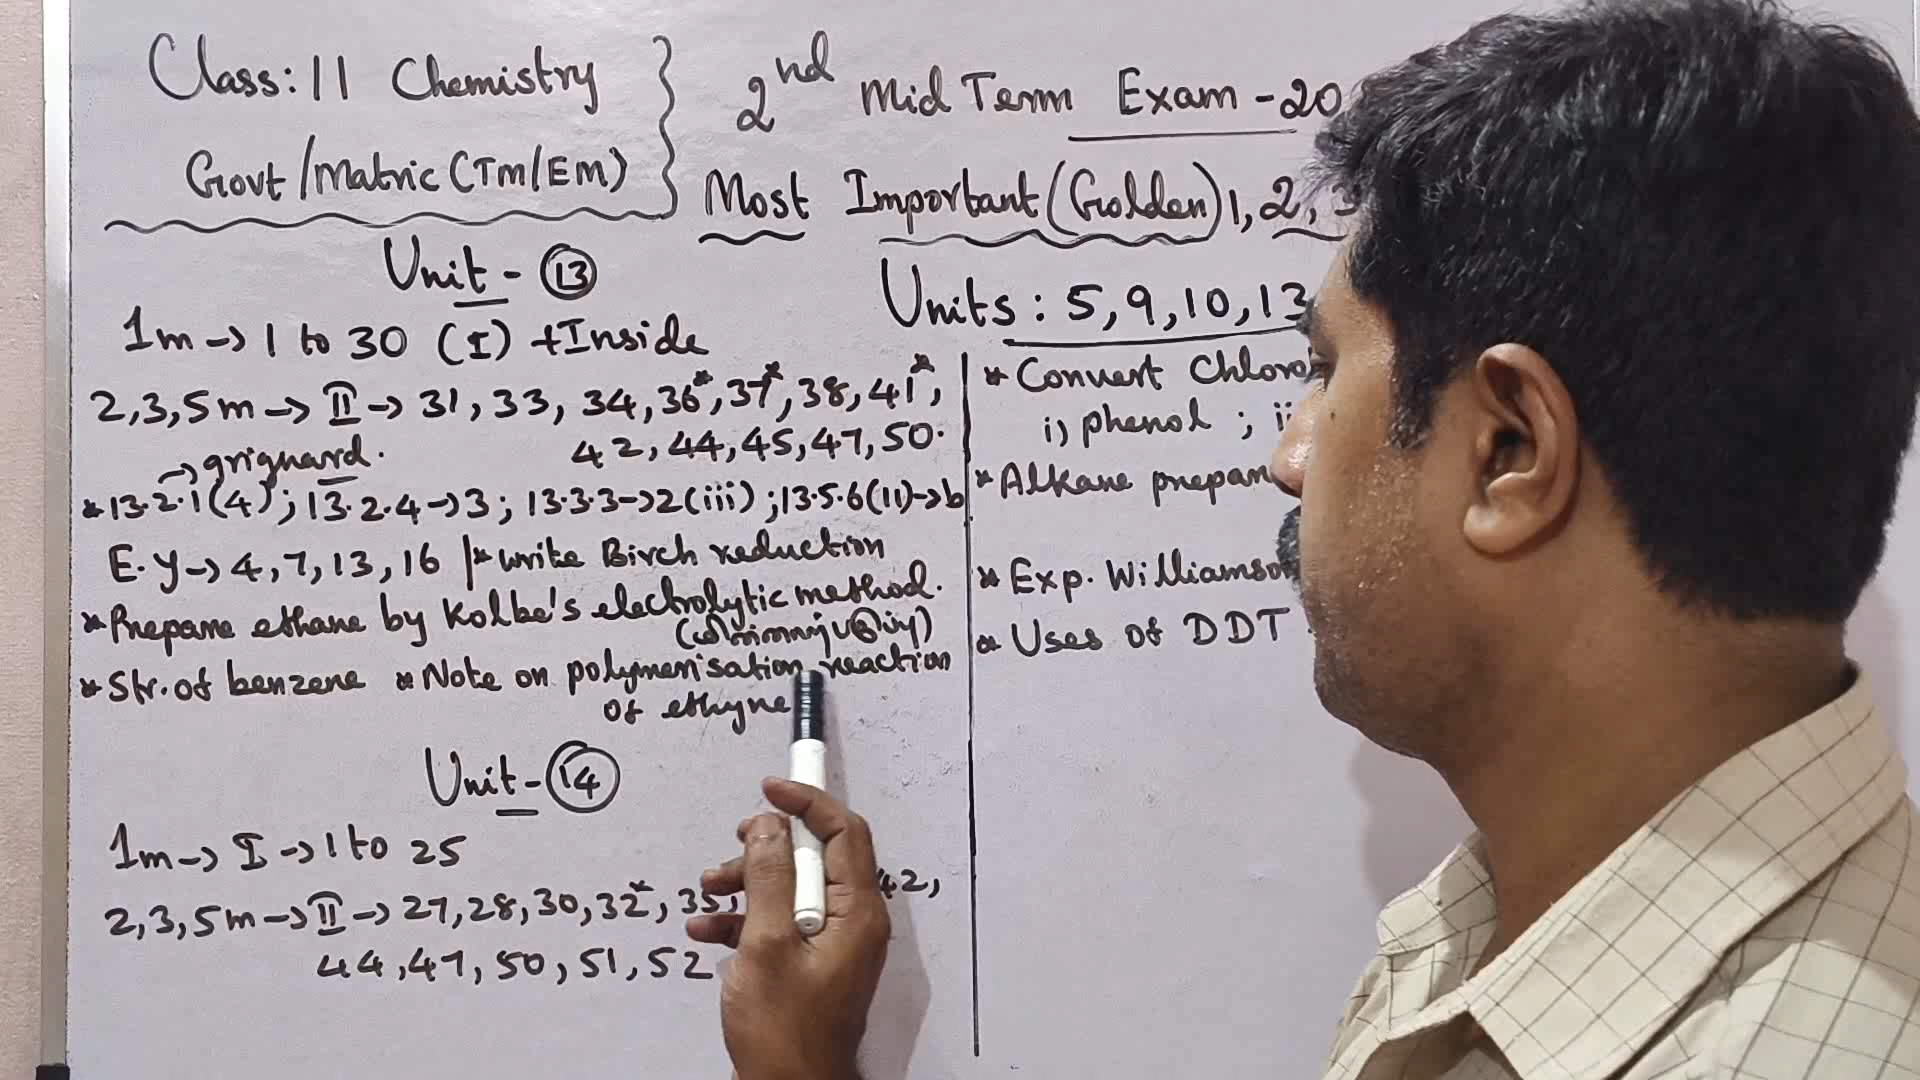 Class: 11 Chemistry
Govt/Matric (TM/EM)
2nd Mid Term Exam - 20
Most Important (Golden) 1, 2, 3
Units : 5, 9, 10, 13
Unit - 13
1m → 1 to 30 (I) + Inside
2, 3, 5m → II → 31, 33, 34, 36*, 37*, 38, 41*,
42, 44, 45, 47, 50.
→ grignard.
* 13.2.1(4); 13.2.4 → 3; 13.3.3 → 2(iii); 13.5.6(11) → b
E.y → 4, 7, 13, 16 | * Write Birch reduction
* Prepare ethane by Kolbe's electrolytic method.
* Str. of benzene * Note on polymerisation reaction
of ethyne
Unit - 14
1m → I → 1 to 25
2, 3, 5m → II → 27, 28, 30, 32*, 35, 42,
44, 47, 50, 51, 52
* Convert Chloro
i) phenol ; ii
* Alkane prepar
* Exp. Williamso
* Uses of DDT